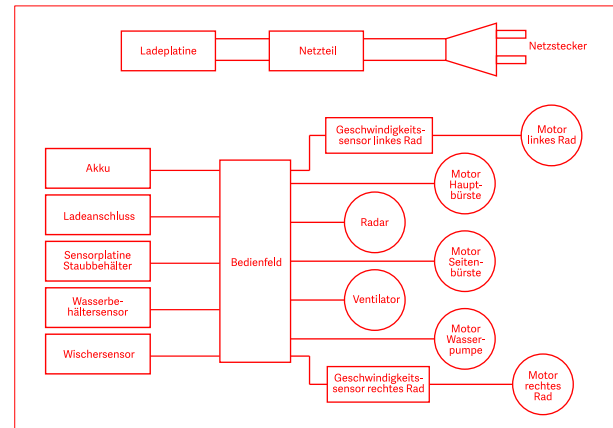 Ladeplatine
Netzteil
Netzstecker
Geschwindigkeits-
sensor linkes Rad
Motor
linkes Rad
Akku
Motor
Haupt-
bürste
Ladeanschluss
Radar
Sensorplatine
Staubbehälter
Bedienfeld
Motor
Seiten-
bürste
Wasserbe-
hältersensor
Ventilator
Motor
Wasser-
pumpe
Wischersensor
Geschwindigkeits-
sensor rechtes Rad
Motor
rechtes
Rad